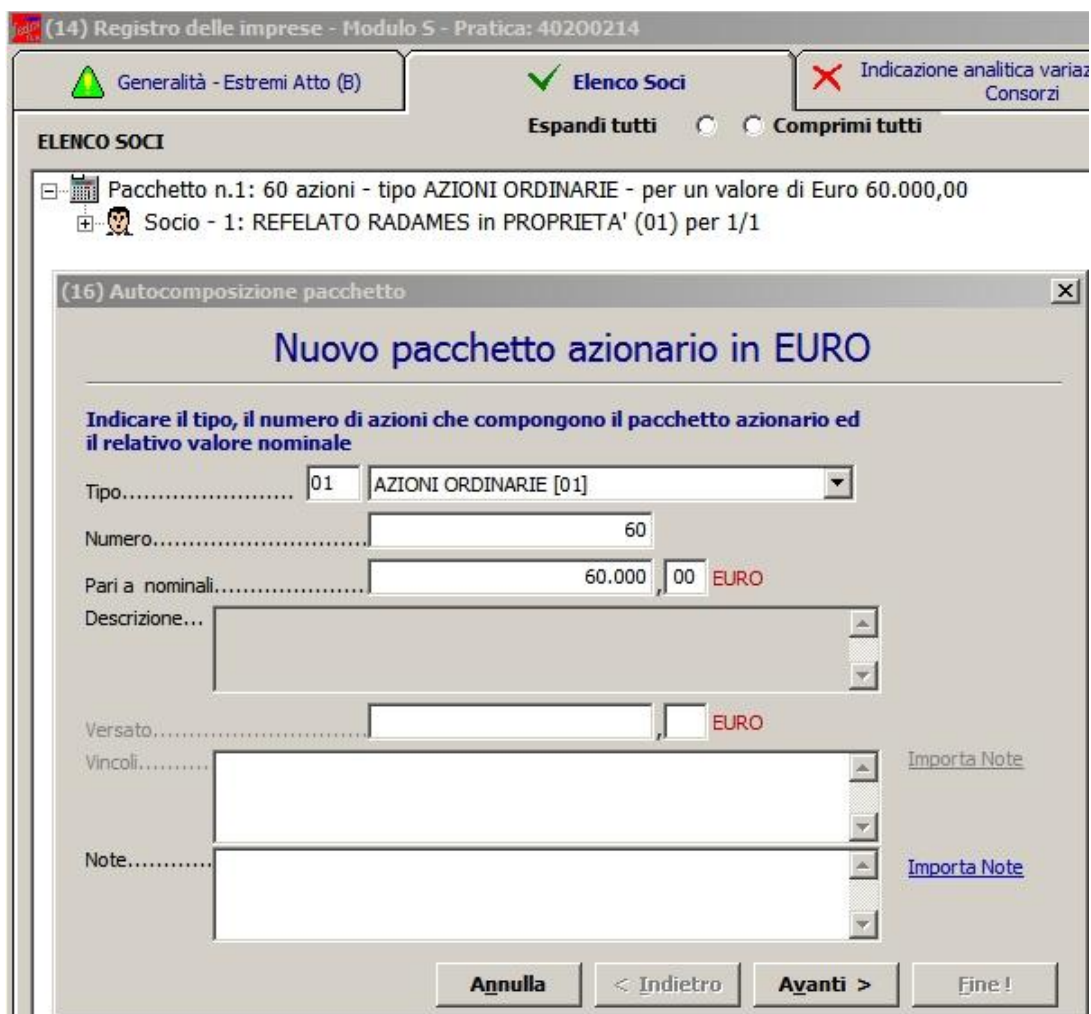 (14) Registro delle imprese - Modulo S - Pratica: 402O0214
Generalità - Estremi Atto (B)
Elenco Soci
Indicazione analitica variaz
Consorzi
Espandi tutti
Comprimi tutti
ELENCO SOCI
Pacchetto n.1: 60 azioni - tipo AZIONI ORDINARIE - per un valore di Euro 60.000,00
Socio - 1: REFELATO RADAMES in PROPRIETA' (01) per 1/1
(16) Autocomposizione pacchetto
Nuovo pacchetto azionario in EURO
Indicare il tipo, il numero di azioni che compongono il pacchetto azionario ed
il relativo valore nominale
Tipo........................ 01 AZIONI ORDINARIE [01]
Numero............................. 60
Pari a nominali..................... 60.000 , 00 EURO
Descrizione...
Versato............................. , EURO
Vincoli.......... Importa Note
Note............ Importa Note
Annulla < Indietro Avanti > Fine !